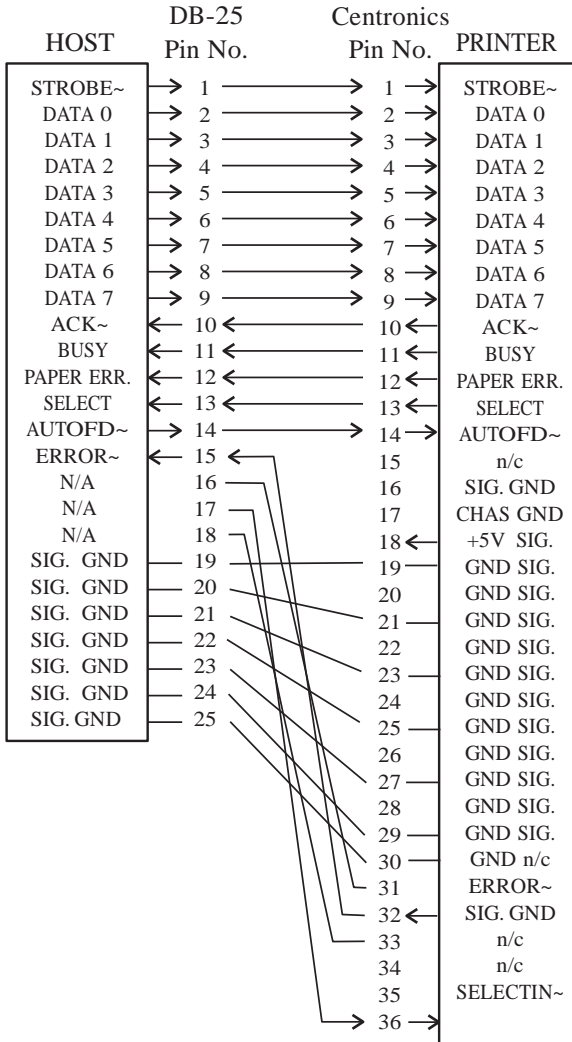 DB-25 Centronics
HOST Pin No. Pin No. PRINTER
STROBE~ 1 1 STROBE~
DATA 0 2 2 DATA 0
DATA 1 3 3 DATA 1
DATA 2 4 4 DATA 2
DATA 3 5 5 DATA 3
DATA 4 6 6 DATA 4
DATA 5 7 7 DATA 5
DATA 6 8 8 DATA 6
DATA 7 9 9 DATA 7
ACK~ 10 10 ACK~
BUSY 11 11 BUSY
PAPER ERR. 12 12 PAPER ERR.
SELECT 13 13 SELECT
AUTOFD~ 14 14 AUTOFD~
ERROR~ 15 15 n/c
N/A 16 16 SIG. GND
N/A 17 17 CHAS GND
N/A 18 18 +5V SIG.
SIG. GND 19 19 GND SIG.
SIG. GND 20 20 GND SIG.
SIG. GND 21 21 GND SIG.
SIG. GND 22 22 GND SIG.
SIG. GND 23 23 GND SIG.
SIG. GND 24 24 GND SIG.
SIG. GND 25 25 GND SIG.
26 GND SIG.
27 GND SIG.
28 GND SIG.
29 GND SIG.
30 GND n/c
31 ERROR~
32 SIG. GND
33 n/c
34 n/c
35 SELECTIN~
36